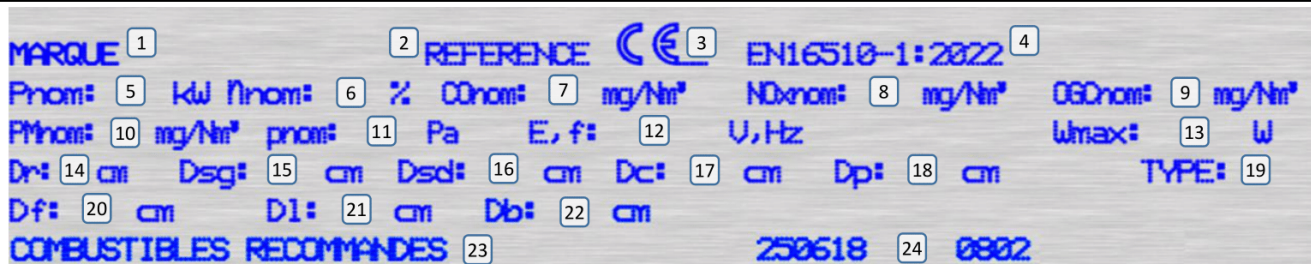 MARQUE 1 2 REFERENCE CE 3 EN16510-1:2022 4
Pnom: 5 kW ηnom: 6 % COnom: 7 mg/Nm³ NOxnom: 8 mg/Nm³ OGCnom: 9 mg/Nm³
PMnom: 10 mg/Nm³ pnom: 11 Pa E,f: 12 V,Hz Wmax: 13 W
Dr: 14 cm Dsg: 15 cm Dsd: 16 cm Dc: 17 cm Dp: 18 cm TYPE: 19
Df: 20 cm Dl: 21 cm Db: 22 cm
COMBUSTIBLES RECOMMANDES 23 250618 24 0802